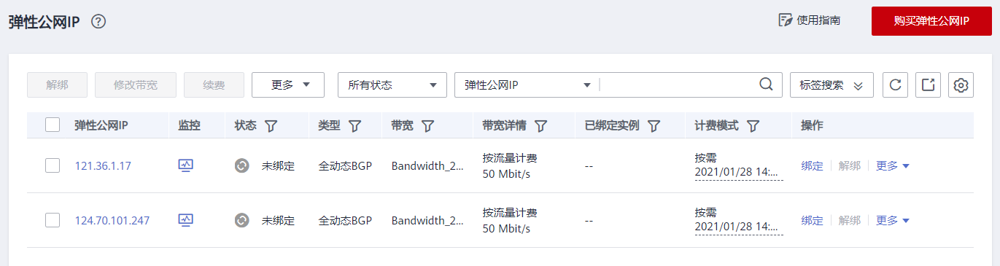 弹性公网IP ? 使用指南 购买弹性公网IP
解绑 修改带宽 续费 更多 所有状态 弹性公网IP 标签搜索
弹性公网IP 监控 状态 类型 带宽 带宽详情 已绑定实例 计费模式 操作
121.36.1.17 未绑定 全动态BGP Bandwidth_2... 按流量计费 -- 按需 绑定 解绑 更多
50 Mbit/s 2021/01/28 14:...
124.70.101.247 未绑定 全动态BGP Bandwidth_2... 按流量计费 -- 按需 绑定 解绑 更多
50 Mbit/s 2021/01/28 14:...